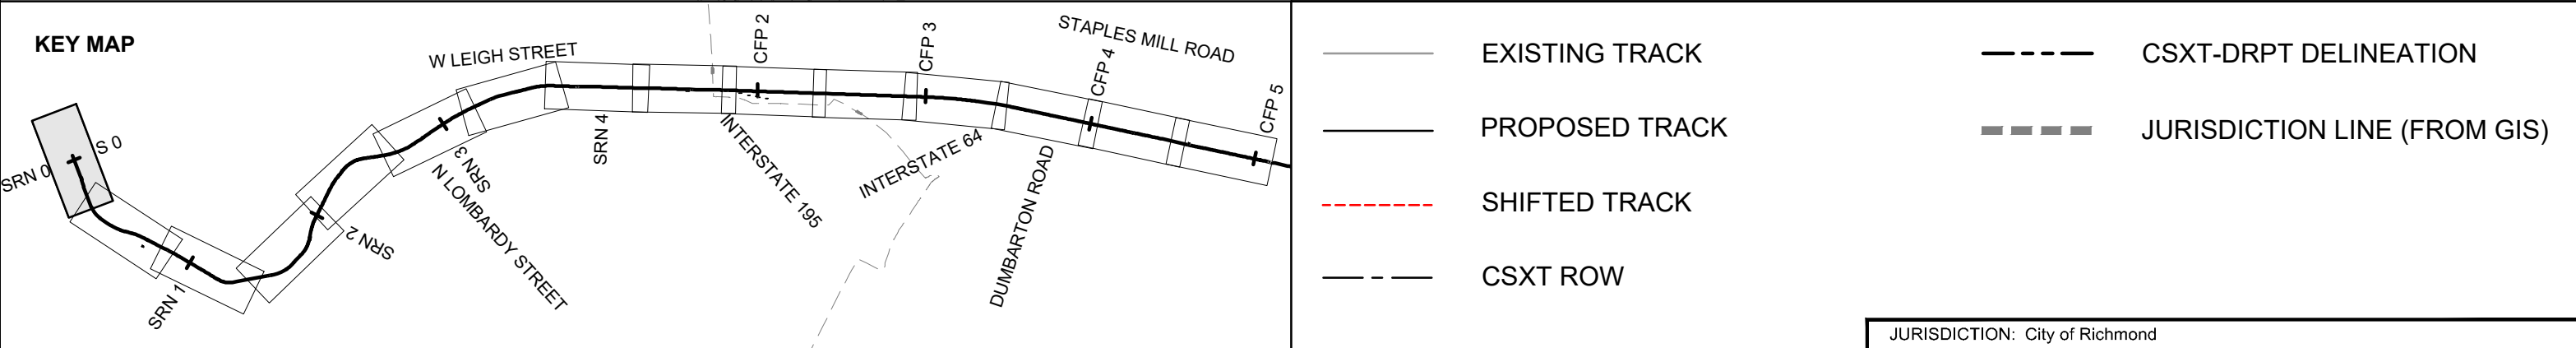 KEY MAP
W LEIGH STREET
CFP 2
CFP 3
STAPLES MILL ROAD
CFP 4
CFP 5
S 0
SRN 0
SRN 1
SRN 2
SRN 3
N LOMBARDY STREET
SRN 4
INTERSTATE 195
INTERSTATE 64
DUMBARTON ROAD
EXISTING TRACK
PROPOSED TRACK
SHIFTED TRACK
CSXT ROW
CSXT-DRPT DELINEATION
JURISDICTION LINE (FROM GIS)
JURISDICTION: City of Richmond